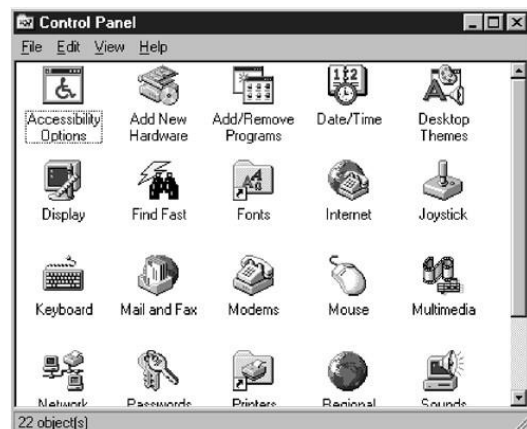 Control Panel
File Edit View Help
Accessibility Options
Add New Hardware
Add/Remove Programs
Date/Time
Desktop Themes
Display
Find Fast
Fonts
Internet
Joystick
Keyboard
Mail and Fax
Modems
Mouse
Multimedia
Network
Passwords
Printers
Regional
Sounds
22 object(s)